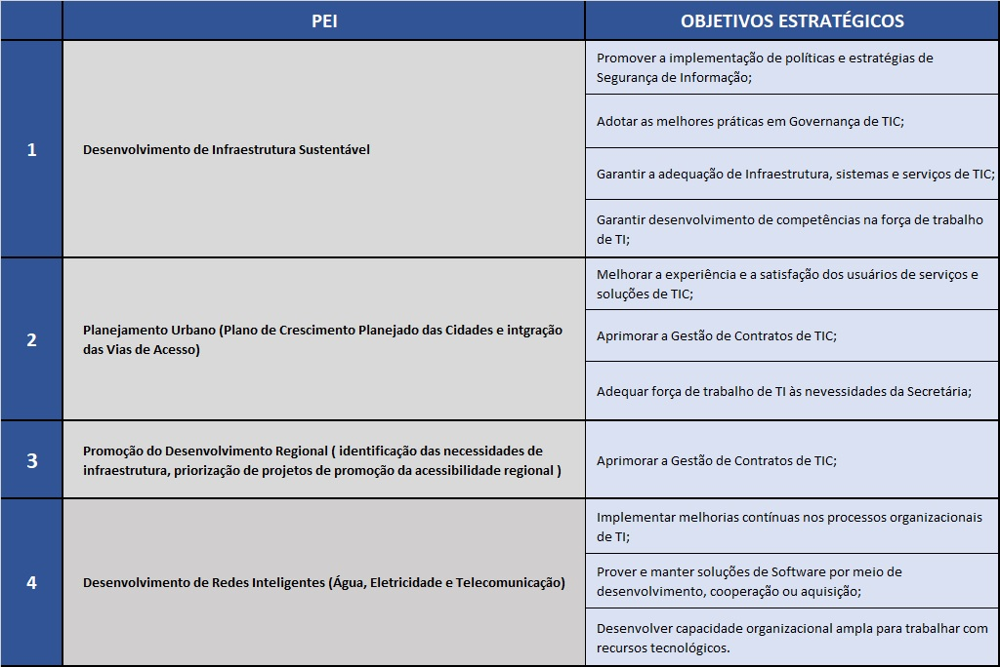 PEI
OBJETIVOS ESTRATÉGICOS
1
Desenvolvimento de Infraestrutura Sustentável
Promover a implementação de políticas e estratégias de
Segurança de Informação;
Adotar as melhores práticas em Governança de TIC;
Garantir a adequação de Infraestrutura, sistemas e serviços de TIC;
Garantir desenvolvimento de competências na força de trabalho
de TI;
2
Planejamento Urbano (Plano de Crescimento Planejado das Cidades e intgração
das Vias de Acesso)
Melhorar a experiência e a satisfação dos usuários de serviços e
soluções de TIC;
Aprimorar a Gestão de Contratos de TIC;
Adequar força de trabalho de TI às nevessidades da Secretária;
3
Promoção do Desenvolvimento Regional ( identificação das necessidades de
infraestrutura, priorização de projetos de promoção da acessibilidade regional )
Aprimorar a Gestão de Contratos de TIC;
4
Desenvolvimento de Redes Inteligentes (Água, Eletricidade e Telecomunicação)
Implementar melhorias contínuas nos processos organizacionais
de TI;
Prover e manter soluções de Software por meio de
desenvolvimento, cooperação ou aquisição;
Desenvolver capacidade organizacional ampla para trabalhar com
recursos tecnológicos.